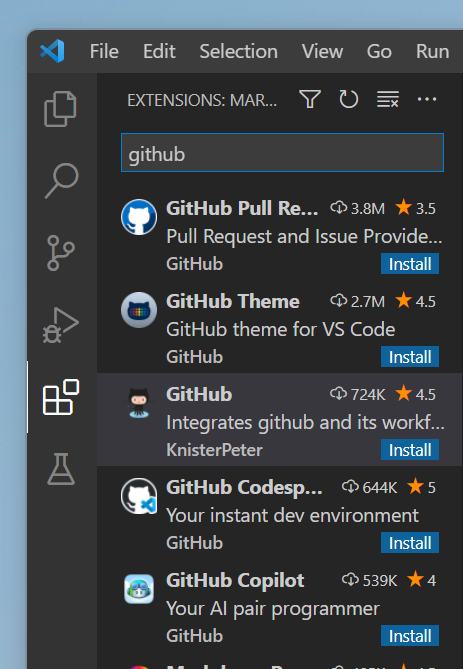 File Edit Selection View Go Run
EXTENSIONS: MAR...
github
GitHub Pull Re... 3.8M 3.5
Pull Request and Issue Provide...
GitHub Install
GitHub Theme 2.7M 4.5
GitHub theme for VS Code
GitHub Install
GitHub 724K 4.5
Integrates github and its workf...
KnisterPeter Install
GitHub Codesp... 644K 5
Your instant dev environment
GitHub Install
GitHub Copilot 539K 4
Your AI pair programmer
GitHub Install